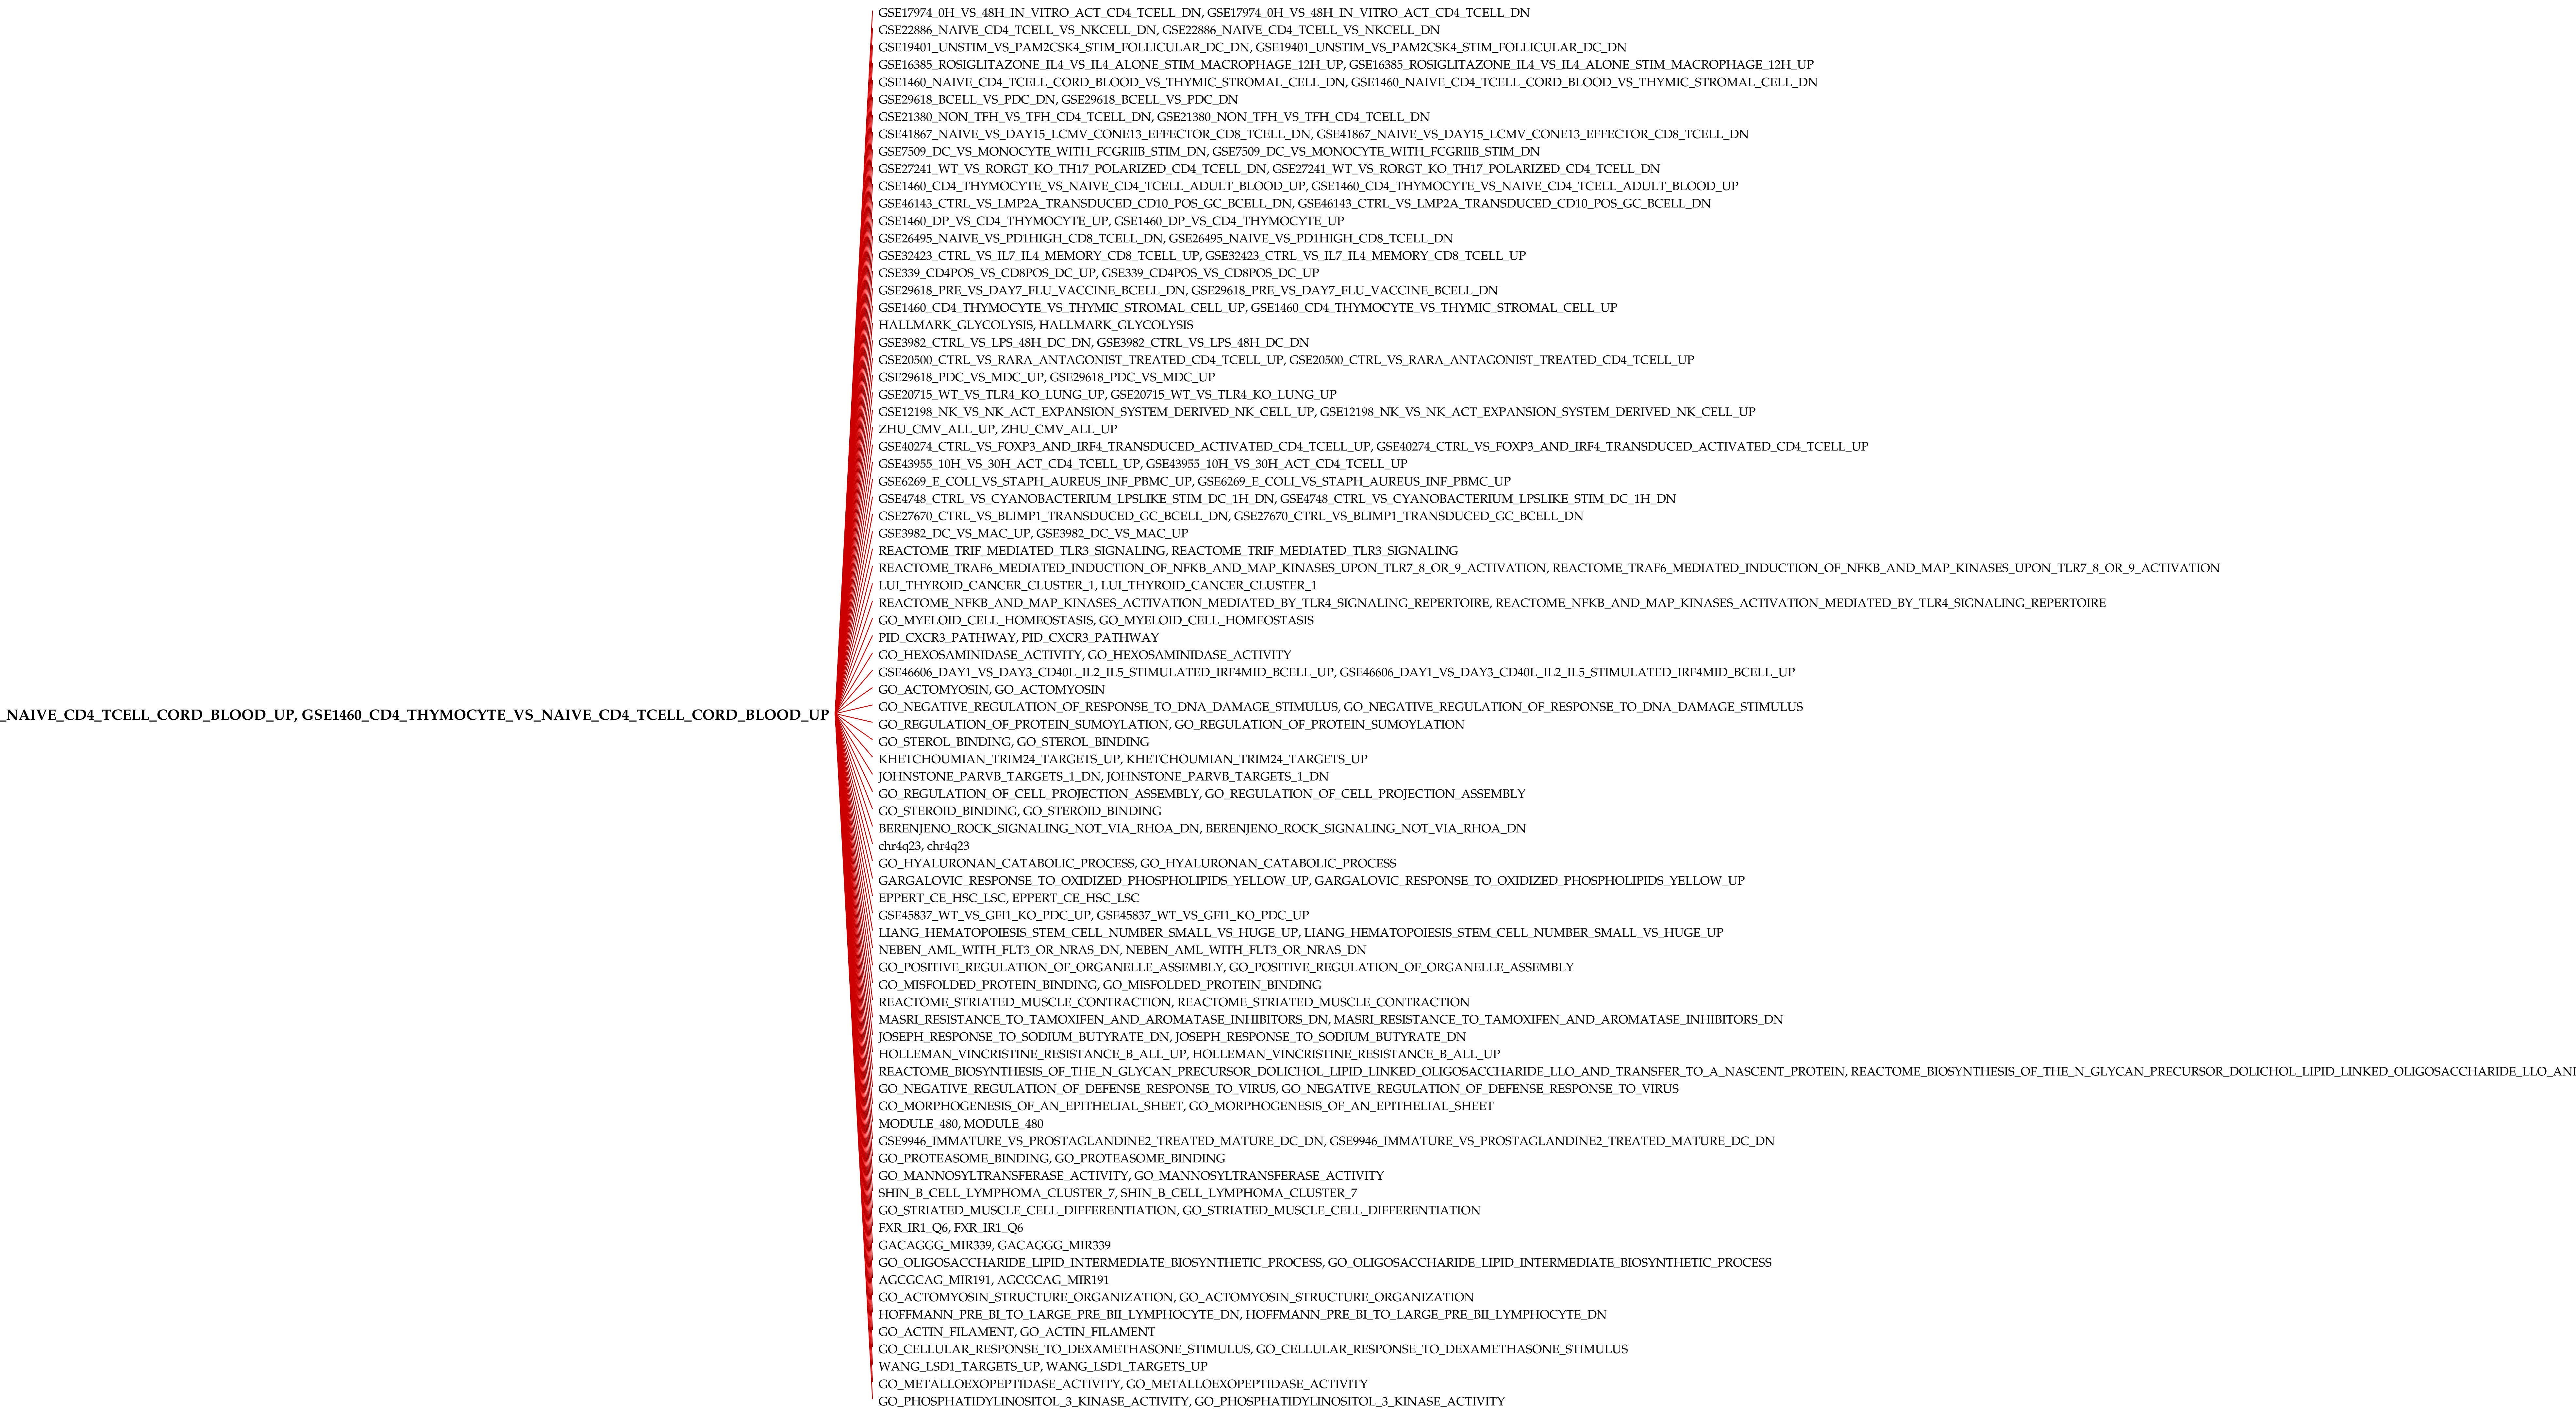 GSE17974_0H_VS_48H_IN_VITRO_ACT_CD4_TCELL_DN, GSE17974_0H_VS_48H_IN_VITRO_ACT_CD4_TCELL_DN
GSE22886_NAIVE_CD4_TCELL_VS_NKCELL_DN, GSE22886_NAIVE_CD4_TCELL_VS_NKCELL_DN
GSE19401_UNSTIM_VS_PAM2CSK4_STIM_FOLLICULAR_DC_DN, GSE19401_UNSTIM_VS_PAM2CSK4_STIM_FOLLICULAR_DC_DN
GSE16385_ROSIGLITAZONE_IL4_VS_IL4_ALONE_STIM_MACROPHAGE_12H_UP, GSE16385_ROSIGLITAZONE_IL4_VS_IL4_ALONE_STIM_MACROPHAGE_12H_UP
GSE1460_NAIVE_CD4_TCELL_CORD_BLOOD_VS_THYMIC_STROMAL_CELL_DN, GSE1460_NAIVE_CD4_TCELL_CORD_BLOOD_VS_THYMIC_STROMAL_CELL_DN
GSE29618_BCELL_VS_PDC_DN, GSE29618_BCELL_VS_PDC_DN
GSE21380_NON_TFH_VS_TFH_CD4_TCELL_DN, GSE21380_NON_TFH_VS_TFH_CD4_TCELL_DN
GSE41867_NAIVE_VS_DAY15_LCMV_CONE13_EFFECTOR_CD8_TCELL_DN, GSE41867_NAIVE_VS_DAY15_LCMV_CONE13_EFFECTOR_CD8_TCELL_DN
GSE7509_DC_VS_MONOCYTE_WITH_FCGRIIB_STIM_DN, GSE7509_DC_VS_MONOCYTE_WITH_FCGRIIB_STIM_DN
GSE27241_WT_VS_RORGT_KO_TH17_POLARIZED_CD4_TCELL_DN, GSE27241_WT_VS_RORGT_KO_TH17_POLARIZED_CD4_TCELL_DN
GSE1460_CD4_THYMOCYTE_VS_NAIVE_CD4_TCELL_ADULT_BLOOD_UP, GSE1460_CD4_THYMOCYTE_VS_NAIVE_CD4_TCELL_ADULT_BLOOD_UP
GSE46143_CTRL_VS_LMP2A_TRANSDUCED_CD10_POS_GC_BCELL_DN, GSE46143_CTRL_VS_LMP2A_TRANSDUCED_CD10_POS_GC_BCELL_DN
GSE1460_DP_VS_CD4_THYMOCYTE_UP, GSE1460_DP_VS_CD4_THYMOCYTE_UP
GSE26495_NAIVE_VS_PD1HIGH_CD8_TCELL_DN, GSE26495_NAIVE_VS_PD1HIGH_CD8_TCELL_DN
GSE32423_CTRL_VS_IL7_IL4_MEMORY_CD8_TCELL_UP, GSE32423_CTRL_VS_IL7_IL4_MEMORY_CD8_TCELL_UP
GSE339_CD4POS_VS_CD8POS_DC_UP, GSE339_CD4POS_VS_CD8POS_DC_UP
GSE29618_PRE_VS_DAY7_FLU_VACCINE_BCELL_DN, GSE29618_PRE_VS_DAY7_FLU_VACCINE_BCELL_DN
GSE1460_CD4_THYMOCYTE_VS_THYMIC_STROMAL_CELL_UP, GSE1460_CD4_THYMOCYTE_VS_THYMIC_STROMAL_CELL_UP
HALLMARK_GLYCOLYSIS, HALLMARK_GLYCOLYSIS
GSE3982_CTRL_VS_LPS_48H_DC_DN, GSE3982_CTRL_VS_LPS_48H_DC_DN
GSE20500_CTRL_VS_RARA_ANTAGONIST_TREATED_CD4_TCELL_UP, GSE20500_CTRL_VS_RARA_ANTAGONIST_TREATED_CD4_TCELL_UP
GSE29618_PDC_VS_MDC_UP, GSE29618_PDC_VS_MDC_UP
GSE20715_WT_VS_TLR4_KO_LUNG_UP, GSE20715_WT_VS_TLR4_KO_LUNG_UP
GSE12198_NK_VS_NK_ACT_EXPANSION_SYSTEM_DERIVED_NK_CELL_UP, GSE12198_NK_VS_NK_ACT_EXPANSION_SYSTEM_DERIVED_NK_CELL_UP
ZHU_CMV_ALL_UP, ZHU_CMV_ALL_UP
GSE40274_CTRL_VS_FOXP3_AND_IRF4_TRANSDUCED_ACTIVATED_CD4_TCELL_UP, GSE40274_CTRL_VS_FOXP3_AND_IRF4_TRANSDUCED_ACTIVATED_CD4_TCELL_UP
GSE43955_10H_VS_30H_ACT_CD4_TCELL_UP, GSE43955_10H_VS_30H_ACT_CD4_TCELL_UP
GSE6269_E_COLI_VS_STAPH_AUREUS_INF_PBMC_UP, GSE6269_E_COLI_VS_STAPH_AUREUS_INF_PBMC_UP
GSE4748_CTRL_VS_CYANOBACTERIUM_LPSLIKE_STIM_DC_1H_DN, GSE4748_CTRL_VS_CYANOBACTERIUM_LPSLIKE_STIM_DC_1H_DN
GSE27670_CTRL_VS_BLIMP1_TRANSDUCED_GC_BCELL_DN, GSE27670_CTRL_VS_BLIMP1_TRANSDUCED_GC_BCELL_DN
GSE3982_DC_VS_MAC_UP, GSE3982_DC_VS_MAC_UP
REACTOME_TRIF_MEDIATED_TLR3_SIGNALING, REACTOME_TRIF_MEDIATED_TLR3_SIGNALING
REACTOME_TRAF6_MEDIATED_INDUCTION_OF_NFKB_AND_MAP_KINASES_UPON_TLR7_8_OR_9_ACTIVATION, REACTOME_TRAF6_MEDIATED_INDUCTION_OF_NFKB_AND_MAP_KINASES_UPON_TLR7_8_OR_9_ACTIVATION
LUI_THYROID_CANCER_CLUSTER_1, LUI_THYROID_CANCER_CLUSTER_1
REACTOME_NFKB_AND_MAP_KINASES_ACTIVATION_MEDIATED_BY_TLR4_SIGNALING_REPERTOIRE, REACTOME_NFKB_AND_MAP_KINASES_ACTIVATION_MEDIATED_BY_TLR4_SIGNALING_REPERTOIRE
GO_MYELOID_CELL_HOMEOSTASIS, GO_MYELOID_CELL_HOMEOSTASIS
PID_CXCR3_PATHWAY, PID_CXCR3_PATHWAY
GO_HEXOSAMINIDASE_ACTIVITY, GO_HEXOSAMINIDASE_ACTIVITY
GSE46606_DAY1_VS_DAY3_CD40L_IL2_IL5_STIMULATED_IRF4MID_BCELL_UP, GSE46606_DAY1_VS_DAY3_CD40L_IL2_IL5_STIMULATED_IRF4MID_BCELL_UP
GO_ACTOMYOSIN, GO_ACTOMYOSIN
GO_NEGATIVE_REGULATION_OF_RESPONSE_TO_DNA_DAMAGE_STIMULUS, GO_NEGATIVE_REGULATION_OF_RESPONSE_TO_DNA_DAMAGE_STIMULUS
_NAIVE_CD4_TCELL_CORD_BLOOD_UP, GSE1460_CD4_THYMOCYTE_VS_NAIVE_CD4_TCELL_CORD_BLOOD_UP
GO_REGULATION_OF_PROTEIN_SUMOYLATION, GO_REGULATION_OF_PROTEIN_SUMOYLATION
GO_STEROL_BINDING, GO_STEROL_BINDING
KHETCHOUMIAN_TRIM24_TARGETS_UP, KHETCHOUMIAN_TRIM24_TARGETS_UP
JOHNSTONE_PARVB_TARGETS_1_DN, JOHNSTONE_PARVB_TARGETS_1_DN
GO_REGULATION_OF_CELL_PROJECTION_ASSEMBLY, GO_REGULATION_OF_CELL_PROJECTION_ASSEMBLY
GO_STEROID_BINDING, GO_STEROID_BINDING
BERENJENO_ROCK_SIGNALING_NOT_VIA_RHOA_DN, BERENJENO_ROCK_SIGNALING_NOT_VIA_RHOA_DN
chr4q23, chr4q23
GO_HYALURONAN_CATABOLIC_PROCESS, GO_HYALURONAN_CATABOLIC_PROCESS
GARGALOVIC_RESPONSE_TO_OXIDIZED_PHOSPHOLIPIDS_YELLOW_UP, GARGALOVIC_RESPONSE_TO_OXIDIZED_PHOSPHOLIPIDS_YELLOW_UP
EPPERT_CE_HSC_LSC, EPPERT_CE_HSC_LSC
GSE45837_WT_VS_GFI1_KO_PDC_UP, GSE45837_WT_VS_GFI1_KO_PDC_UP
LIANG_HEMATOPOIESIS_STEM_CELL_NUMBER_SMALL_VS_HUGE_UP, LIANG_HEMATOPOIESIS_STEM_CELL_NUMBER_SMALL_VS_HUGE_UP
NEBEN_AML_WITH_FLT3_OR_NRAS_DN, NEBEN_AML_WITH_FLT3_OR_NRAS_DN
GO_POSITIVE_REGULATION_OF_ORGANELLE_ASSEMBLY, GO_POSITIVE_REGULATION_OF_ORGANELLE_ASSEMBLY
GO_MISFOLDED_PROTEIN_BINDING, GO_MISFOLDED_PROTEIN_BINDING
REACTOME_STRIATED_MUSCLE_CONTRACTION, REACTOME_STRIATED_MUSCLE_CONTRACTION
MASRI_RESISTANCE_TO_TAMOXIFEN_AND_AROMATASE_INHIBITORS_DN, MASRI_RESISTANCE_TO_TAMOXIFEN_AND_AROMATASE_INHIBITORS_DN
JOSEPH_RESPONSE_TO_SODIUM_BUTYRATE_DN, JOSEPH_RESPONSE_TO_SODIUM_BUTYRATE_DN
HOLLEMAN_VINCRISTINE_RESISTANCE_B_ALL_UP, HOLLEMAN_VINCRISTINE_RESISTANCE_B_ALL_UP
REACTOME_BIOSYNTHESIS_OF_THE_N_GLYCAN_PRECURSOR_DOLICHOL_LIPID_LINKED_OLIGOSACCHARIDE_LLO_AND_TRANSFER_TO_A_NASCENT_PROTEIN, REACTOME_BIOSYNTHESIS_OF_THE_N_GLYCAN_PRECURSOR_DOLICHOL_LIPID_LINKED_OLIGOSACCHARIDE_LLO_AND
GO_NEGATIVE_REGULATION_OF_DEFENSE_RESPONSE_TO_VIRUS, GO_NEGATIVE_REGULATION_OF_DEFENSE_RESPONSE_TO_VIRUS
GO_MORPHOGENESIS_OF_AN_EPITHELIAL_SHEET, GO_MORPHOGENESIS_OF_AN_EPITHELIAL_SHEET
MODULE_480, MODULE_480
GSE9946_IMMATURE_VS_PROSTAGLANDINE2_TREATED_MATURE_DC_DN, GSE9946_IMMATURE_VS_PROSTAGLANDINE2_TREATED_MATURE_DC_DN
GO_PROTEASOME_BINDING, GO_PROTEASOME_BINDING
GO_MANNOSYLTRANSFERASE_ACTIVITY, GO_MANNOSYLTRANSFERASE_ACTIVITY
SHIN_B_CELL_LYMPHOMA_CLUSTER_7, SHIN_B_CELL_LYMPHOMA_CLUSTER_7
GO_STRIATED_MUSCLE_CELL_DIFFERENTIATION, GO_STRIATED_MUSCLE_CELL_DIFFERENTIATION
FXR_IR1_Q6, FXR_IR1_Q6
GACAGGG_MIR339, GACAGGG_MIR339
GO_OLIGOSACCHARIDE_LIPID_INTERMEDIATE_BIOSYNTHETIC_PROCESS, GO_OLIGOSACCHARIDE_LIPID_INTERMEDIATE_BIOSYNTHETIC_PROCESS
AGCGCAG_MIR191, AGCGCAG_MIR191
GO_ACTOMYOSIN_STRUCTURE_ORGANIZATION, GO_ACTOMYOSIN_STRUCTURE_ORGANIZATION
HOFFMANN_PRE_BI_TO_LARGE_PRE_BII_LYMPHOCYTE_DN, HOFFMANN_PRE_BI_TO_LARGE_PRE_BII_LYMPHOCYTE_DN
GO_ACTIN_FILAMENT, GO_ACTIN_FILAMENT
GO_CELLULAR_RESPONSE_TO_DEXAMETHASONE_STIMULUS, GO_CELLULAR_RESPONSE_TO_DEXAMETHASONE_STIMULUS
WANG_LSD1_TARGETS_UP, WANG_LSD1_TARGETS_UP
GO_METALLOEXOPEPTIDASE_ACTIVITY, GO_METALLOEXOPEPTIDASE_ACTIVITY
GO_PHOSPHATIDYLINOSITOL_3_KINASE_ACTIVITY, GO_PHOSPHATIDYLINOSITOL_3_KINASE_ACTIVITY